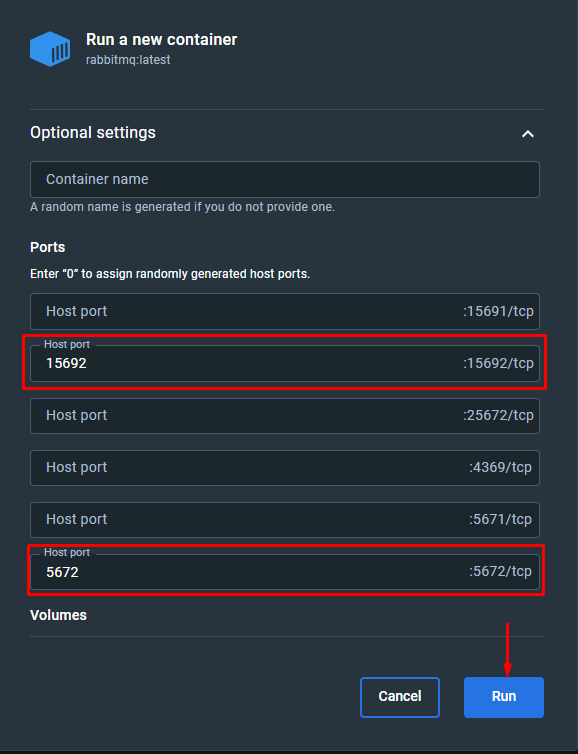 Run a new container
rabbitmq:latest
Optional settings
Container name
A random name is generated if you do not provide one.
Ports
Enter “0” to assign randomly generated host ports.
Host port :15691/tcp
Host port
15692 :15692/tcp
Host port :25672/tcp
Host port :4369/tcp
Host port :5671/tcp
Host port
5672 :5672/tcp
Volumes
Cancel Run